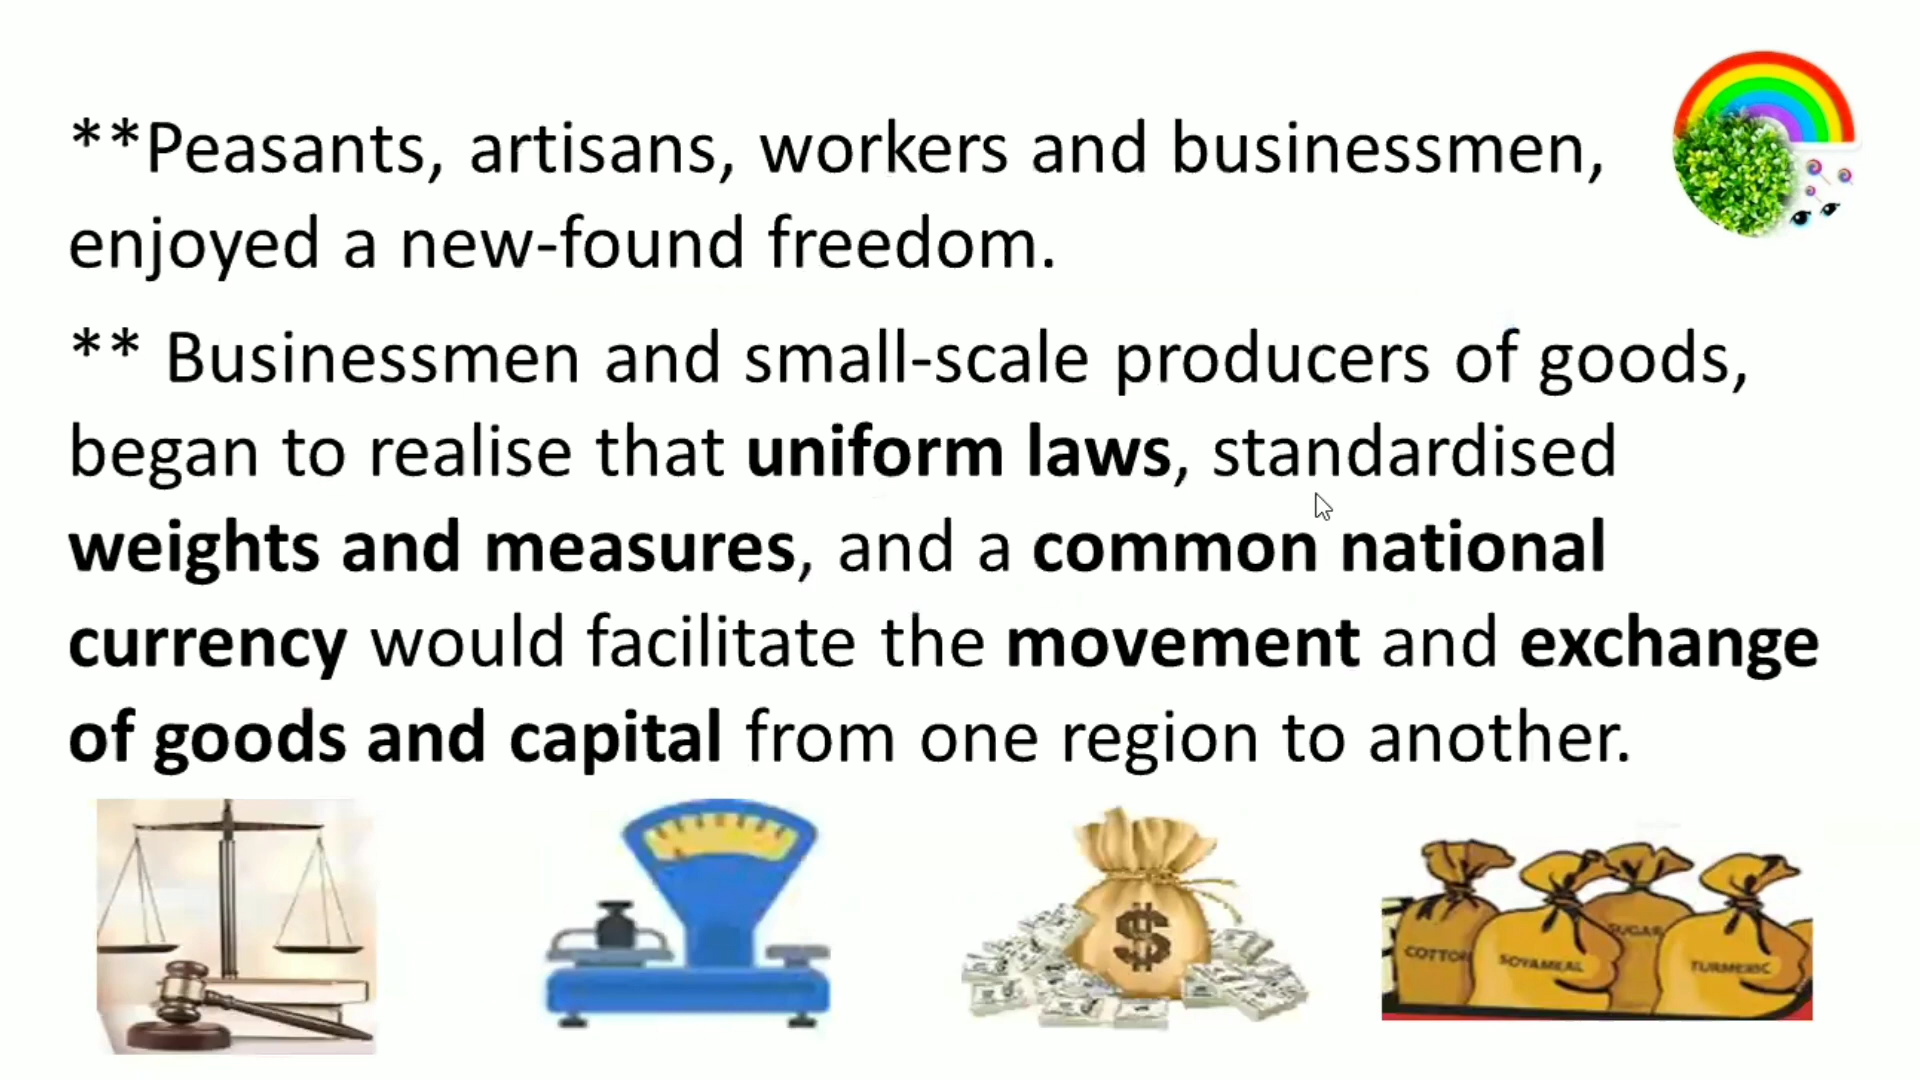 **Peasants, artisans, workers and businessmen,
enjoyed a new-found freedom.
** Businessmen and small-scale producers of goods,
began to realise that uniform laws, standardised
weights and measures, and a common national
currency would facilitate the movement and exchange
of goods and capital from one region to another.
$
COTTON
SOYAMEAL
SUGAR
TURMERIC